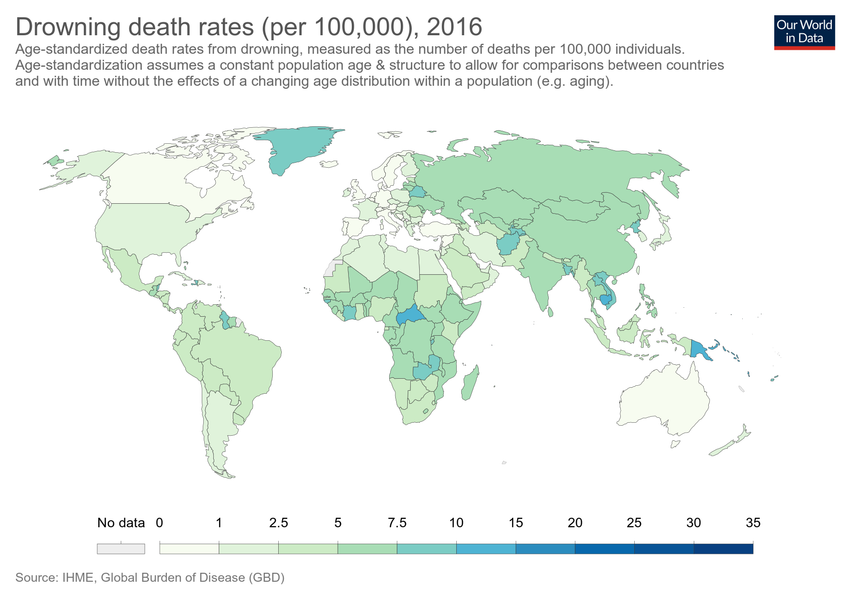 Drowning death rates (per 100,000), 2016
Our World
in Data
Age-standardized death rates from drowning, measured as the number of deaths per 100,000 individuals.
Age-standardization assumes a constant population age & structure to allow for comparisons between countries
and with time without the effects of a changing age distribution within a population (e.g. aging).
No data 0 1 2.5 5 7.5 10 15 20 25 30 35
Source: IHME, Global Burden of Disease (GBD)